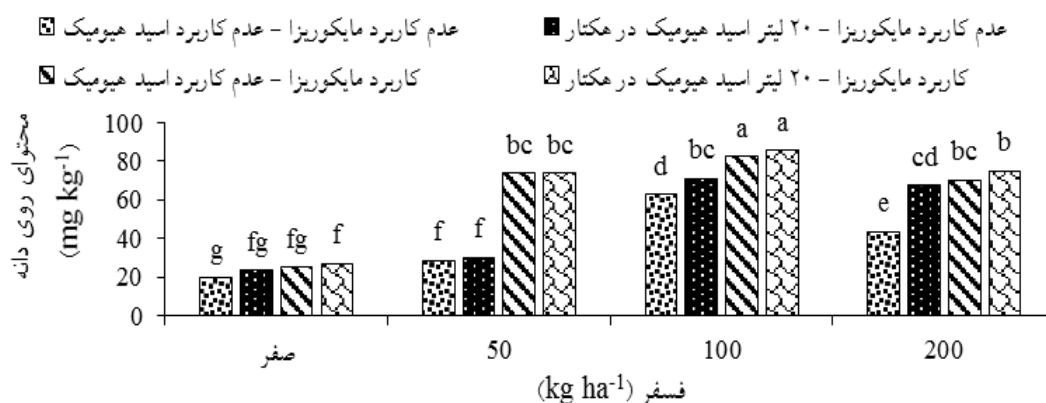 عدم کاربرد مایکوریزا – عدم کاربرد اسید هیومیک
عدم کاربرد مایکوریزا – ۲۰ لیتر اسید هیومیک در هکتار
کاربرد مایکوریزا – عدم کاربرد اسید هیومیک
کاربرد مایکوریزا – ۲۰ لیتر اسید هیومیک در هکتار
محتوای روی دانه
(mg kg-1)
100
80
60
40
20
0
g fg fg f
f f bc bc
d bc a a
e cd bc b
صفر 50 100 200
فسفر (kg ha-1)